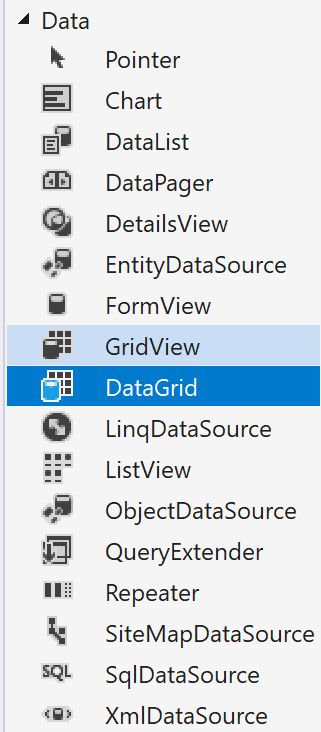 Data
Pointer
Chart
DataList
DataPager
DetailsView
EntityDataSource
FormView
GridView
DataGrid
LinqDataSource
ListView
ObjectDataSource
QueryExtender
Repeater
SiteMapDataSource
SQL SqlDataSource
XmlDataSource